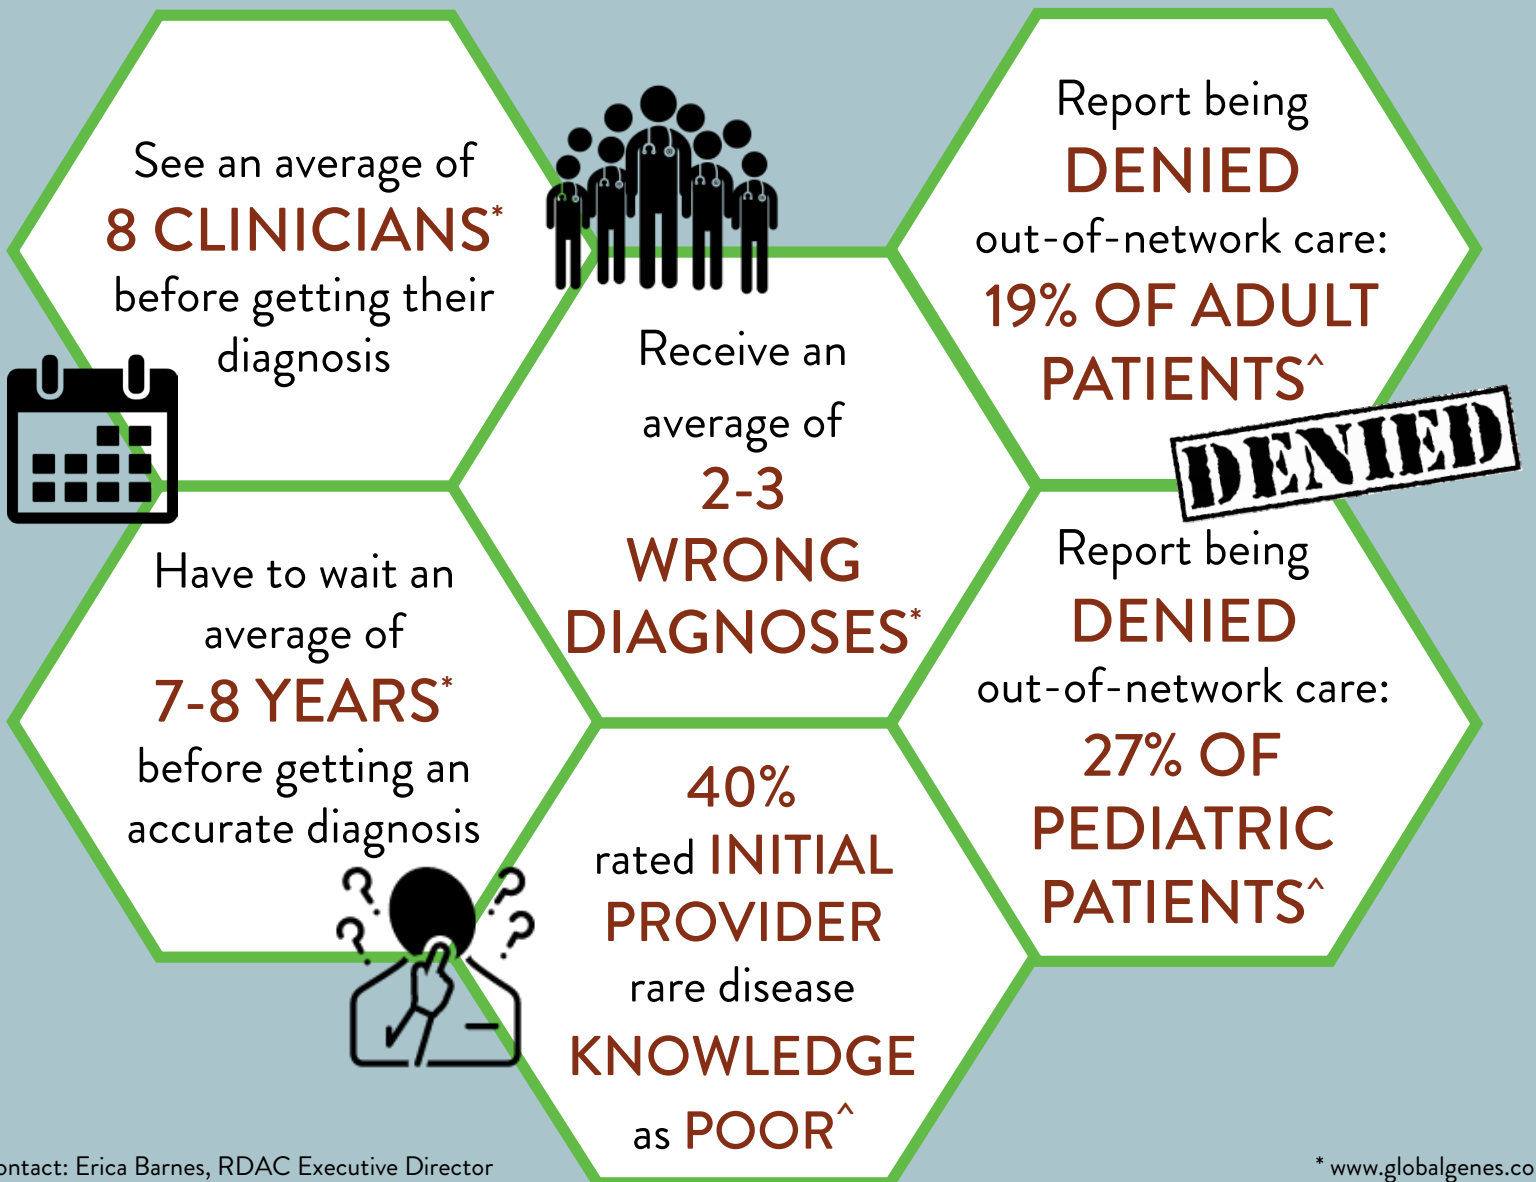 See an average of
8 CLINICIANS*
before getting their
diagnosis
Have to wait an
average of
7-8 YEARS*
before getting an
accurate diagnosis
Receive an
average of
2-3
WRONG
DIAGNOSES*
40%
rated INITIAL
PROVIDER
rare disease
KNOWLEDGE
as POOR^
Report being
DENIED
out-of-network care:
19% OF ADULT
PATIENTS^
DENIED
Report being
DENIED
out-of-network care:
27% OF
PEDIATRIC
PATIENTS^
ontact: Erica Barnes, RDAC Executive Director
* www.globalgenes.co